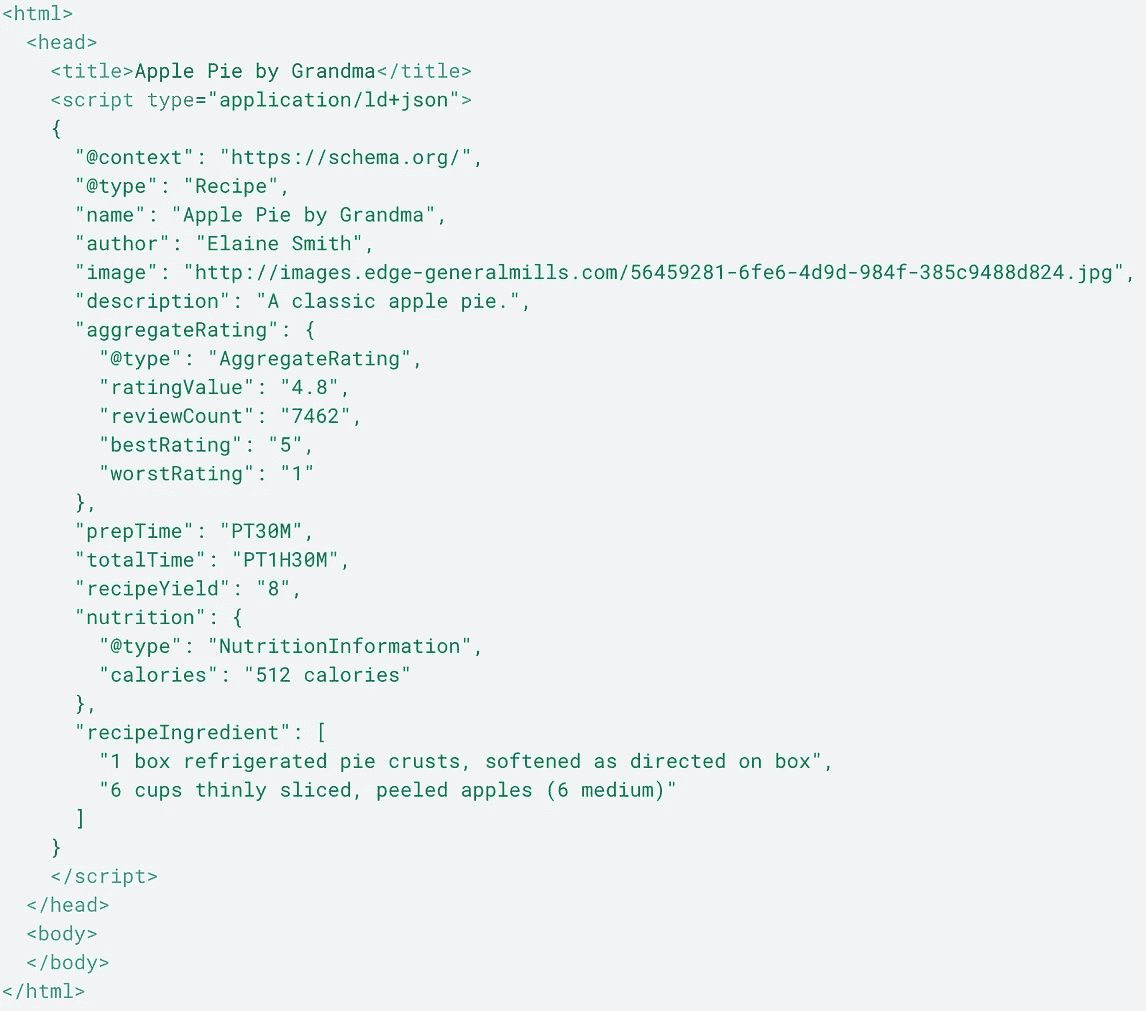 <html>
  <head>
    <title>Apple Pie by Grandma</title>
    <script type="application/ld+json">
    {
      "@context": "https://schema.org/",
      "@type": "Recipe",
      "name": "Apple Pie by Grandma",
      "author": "Elaine Smith",
      "image": "http://images.edge-generalmills.com/56459281-6fe6-4d9d-984f-385c9488d824.jpg",
      "description": "A classic apple pie.",
      "aggregateRating": {
        "@type": "AggregateRating",
        "ratingValue": "4.8",
        "reviewCount": "7462",
        "bestRating": "5",
        "worstRating": "1"
      },
      "prepTime": "PT30M",
      "totalTime": "PT1H30M",
      "recipeYield": "8",
      "nutrition": {
        "@type": "NutritionInformation",
        "calories": "512 calories"
      },
      "recipeIngredient": [
        "1 box refrigerated pie crusts, softened as directed on box",
        "6 cups thinly sliced, peeled apples (6 medium)"
      ]
    }
    </script>
  </head>
  <body>
  </body>
</html>